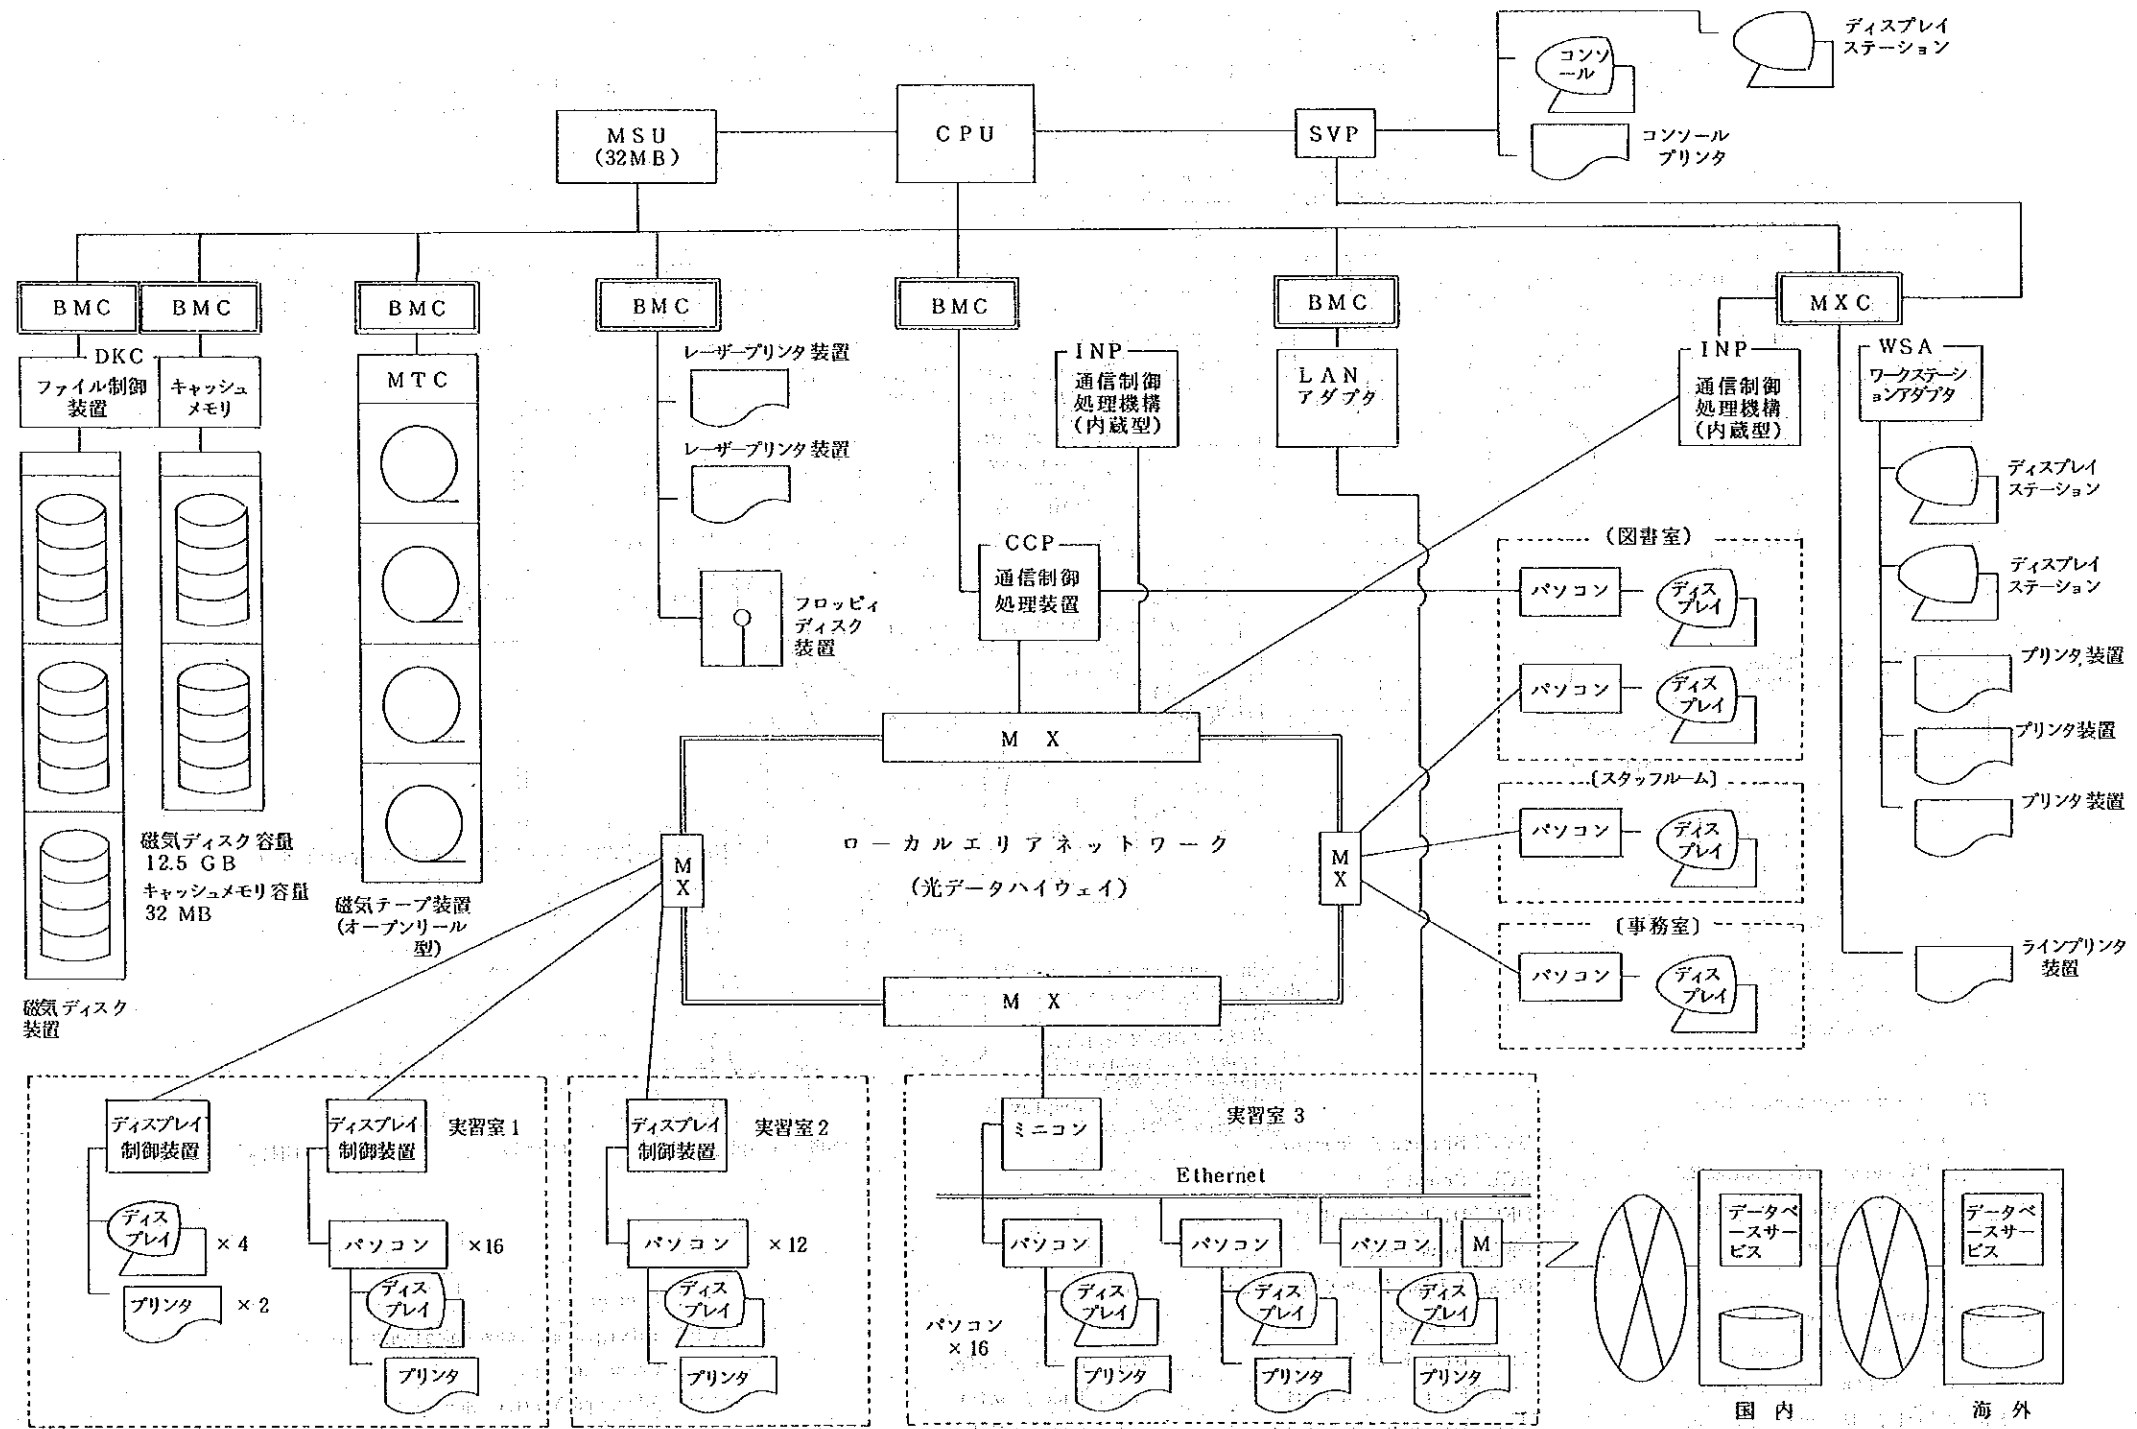 ディスプレイ
ステーション
コンソ
ール
コンソール
プリンタ
MSU
(32MB)
CPU
SVP
BMC
BMC
BMC
BMC
BMC
BMC
MXC
DKC
ファイル制御
装置
キャッシュ
メモリ
MTC
レーザープリンタ装置
レーザープリンタ装置
フロッピィ
ディスク
装置
INP
通信制御
処理機構
(内蔵型)
LAN
アダプタ
INP
通信制御
処理機構
(内蔵型)
WSA
ワークステーシ
ョンアダプタ
ディスプレイ
ステーション
ディスプレイ
ステーション
プリンタ装置
プリンタ装置
プリンタ装置
ラインプリンタ
装置
CCP
通信制御
処理装置
(図書室)
パソコン
ディス
プレイ
パソコン
ディス
プレイ
〔スタッフルーム〕
パソコン
ディス
プレイ
〔事務室〕
パソコン
ディス
プレイ
磁気ディスク容量
12.5 GB
キャッシュメモリ容量
32 MB
磁気テープ装置
(オープンリール
型)
磁気ディスク
装置
MX
MX
ローカルエリアネットワーク
(光データハイウェイ)
MX
MX
ディスプレイ
制御装置
ディスプレイ
制御装置
実習室1
ディス
プレイ
×4
プリンタ
×2
パソコン
×16
ディス
プレイ
プリンタ
ディスプレイ
制御装置
実習室2
パソコン
×12
ディス
プレイ
プリンタ
ミニコン
実習室3
Ethernet
パソコン
パソコン
パソコン
M
ディス
プレイ
ディス
プレイ
ディス
プレイ
パソコン
×16
プリンタ
プリンタ
プリンタ
データベ
ースサー
ビス
データベ
ースサー
ビス
国内
海外